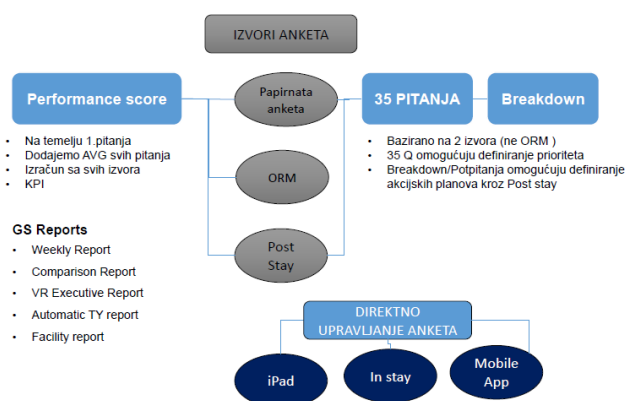 IZVORI ANKETA
Performance score
Papirnata
anketa
35 PITANJA
Breakdown
• Na temelju 1.pitanja
• Dodajemo AVG svih pitanja
• Izračun sa svih izvora
• KPI
ORM
• Bazirano na 2 izvora (ne ORM )
• 35 Q omogućuju definiranje prioriteta
• Breakdown/Potpitanja omogućuju definiranje
akcijskih planova kroz Post stay
Post
Stay
GS Reports
• Weekly Report
• Comparison Report
• VR Executive Report
• Automatic TY report
• Facility report
DIREKTNO
UPRAVLJANJE ANKETA
iPad
In stay
Mobile
App